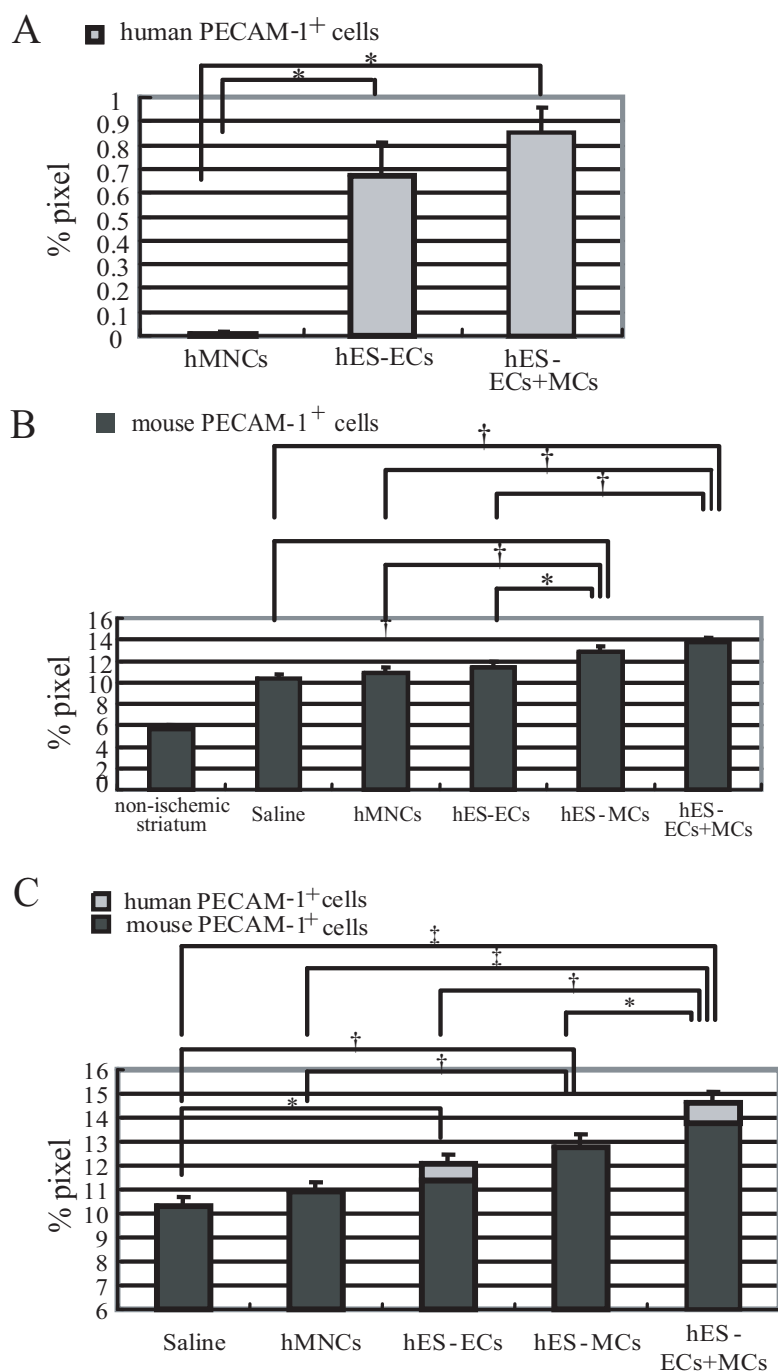 A
human PECAM-1+ cells
*
*
% pixel
1
0.9
0.8
0.7
0.6
0.5
0.4
0.3
0.2
0.1
0
hMNCs
hES-ECs
hES-
ECs+MCs
B
mouse PECAM-1+ cells
†
†
†
†
*
†
% pixel
16
14
12
10
8
6
4
2
0
non-ischemic
striatum
Saline
hMNCs
hES-ECs
hES-MCs
hES-
ECs+MCs
C
human PECAM-1+ cells
mouse PECAM-1+ cells
‡
‡
†
*
†
†
*
% pixel
16
15
14
13
12
11
10
9
8
7
6
Saline
hMNCs
hES-ECs
hES-MCs
hES-
ECs+MCs